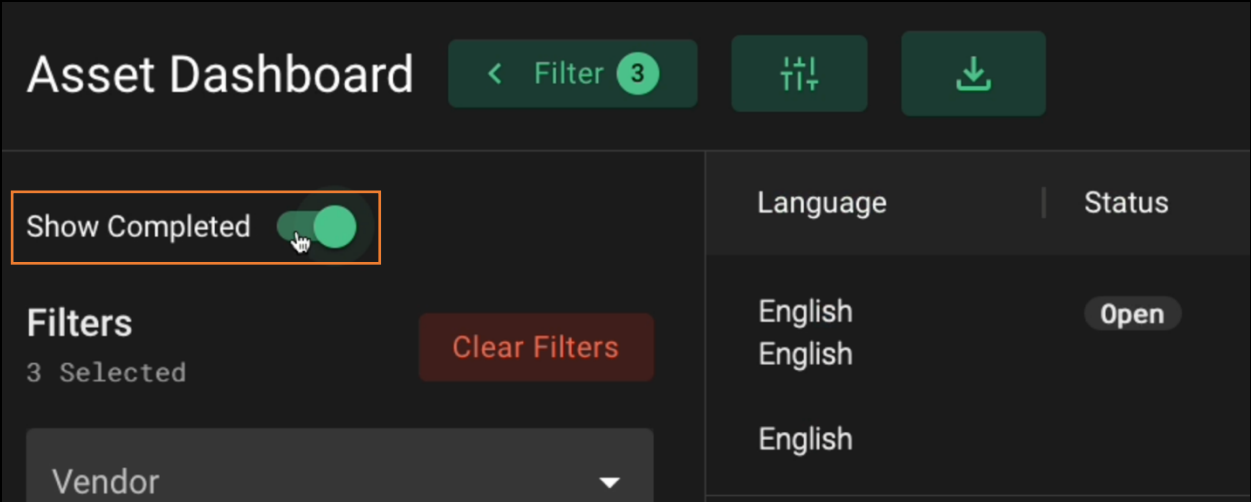 Asset Dashboard
Filter 3
Show Completed
Filters
3 Selected
Clear Filters
Vendor
Language
Status
English
Open
English
English